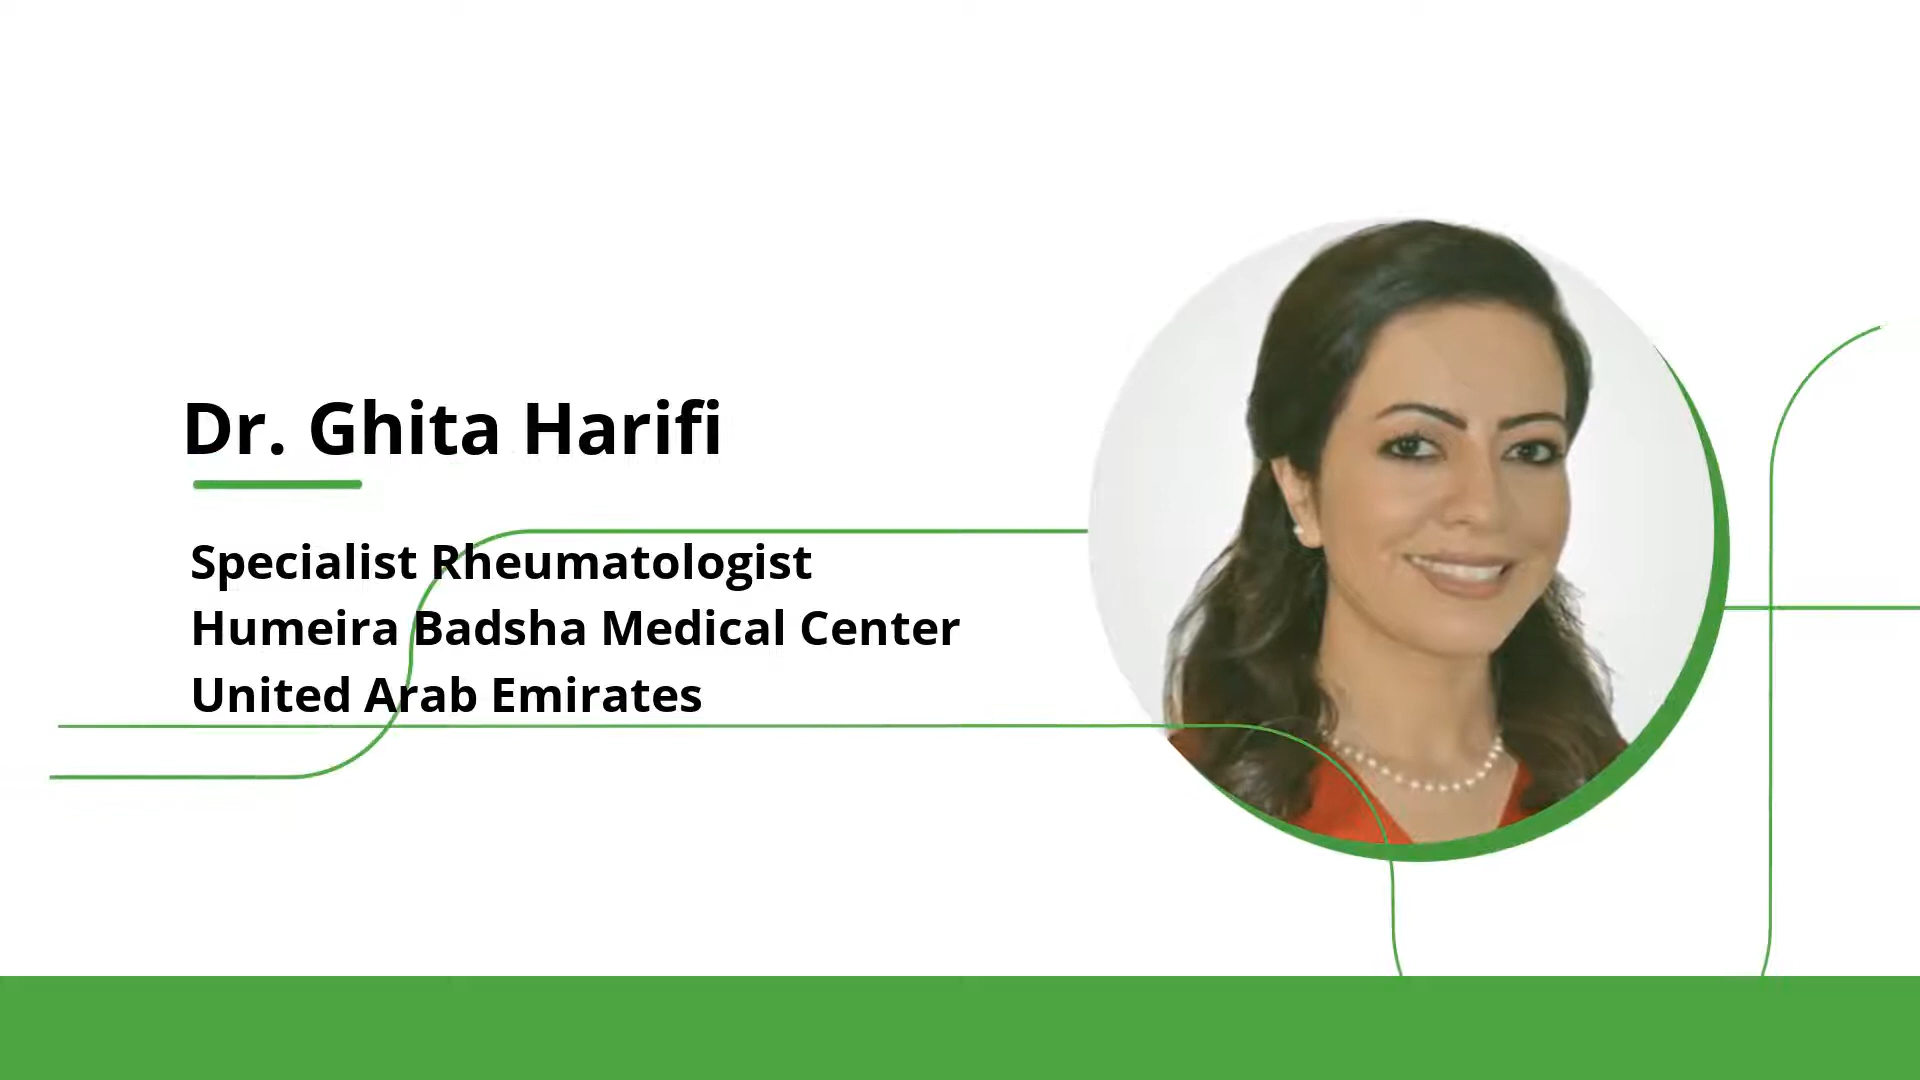 Dr. Ghita Harifi
Specialist Rheumatologist
Humeira Badsha Medical Center
United Arab Emirates